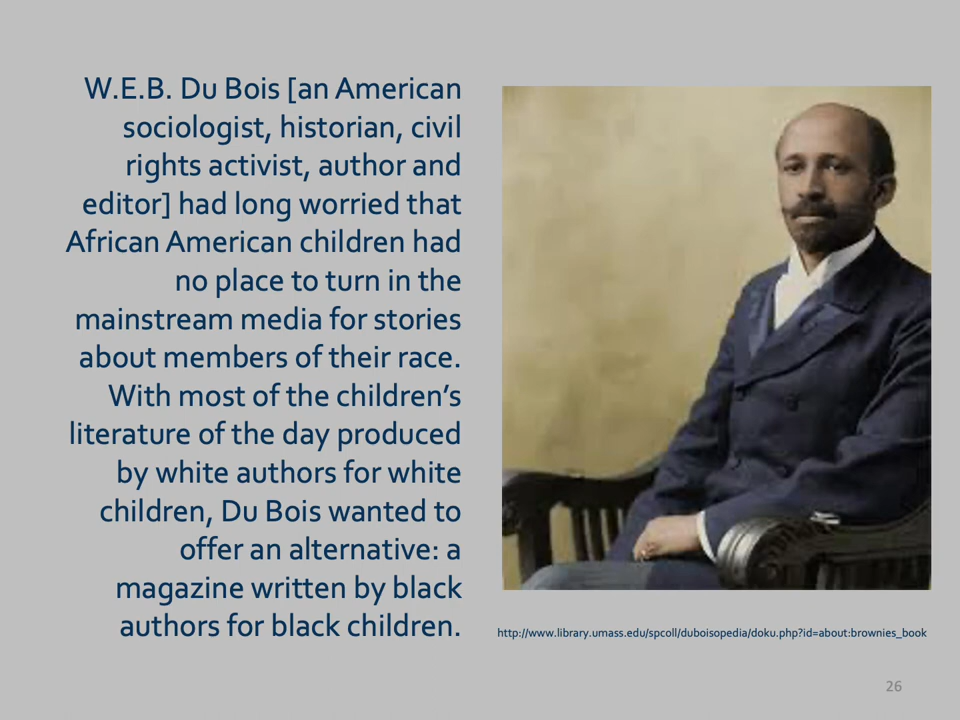 W.E.B. Du Bois [an American
sociologist, historian, civil
rights activist, author and
editor] had long worried that
African American children had
no place to turn in the
mainstream media for stories
about members of their race.
With most of the children’s
literature of the day produced
by white authors for white
children, Du Bois wanted to
offer an alternative: a
magazine written by black
authors for black children.
http://www.library.umass.edu/spcoll/duboisopedia/doku.php?id=about:brownies_book
26